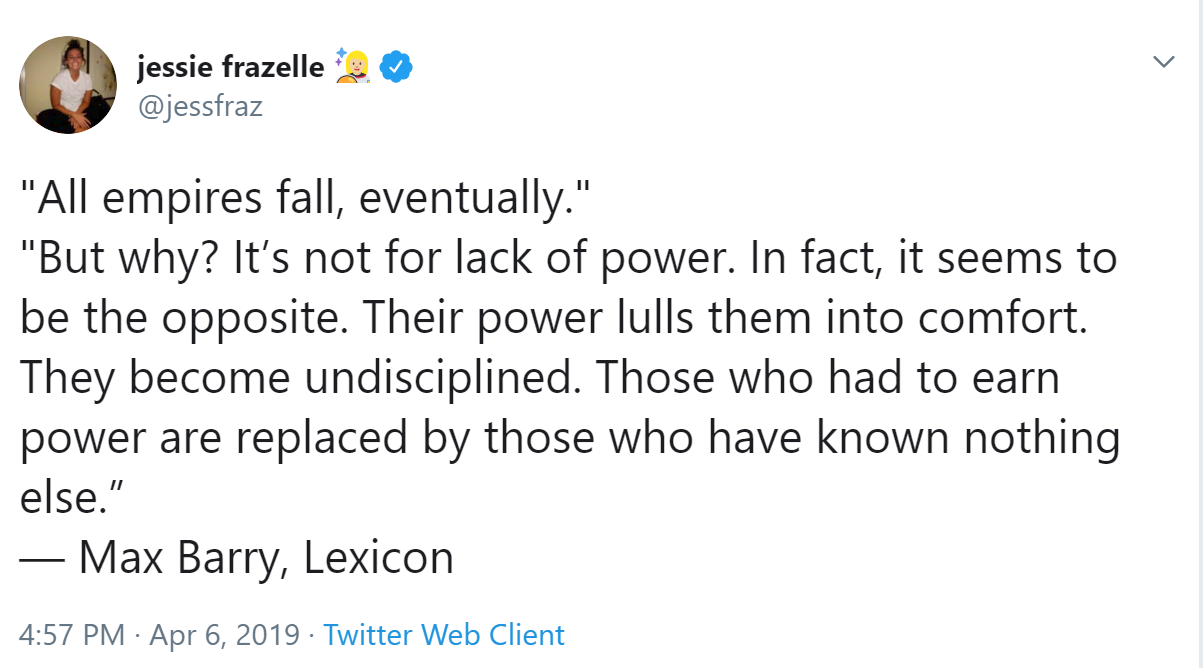 jessie frazelle
@jessfraz
"All empires fall, eventually."
"But why? It’s not for lack of power. In fact, it seems to
be the opposite. Their power lulls them into comfort.
They become undisciplined. Those who had to earn
power are replaced by those who have known nothing
else.”
— Max Barry, Lexicon
4:57 PM · Apr 6, 2019 · Twitter Web Client